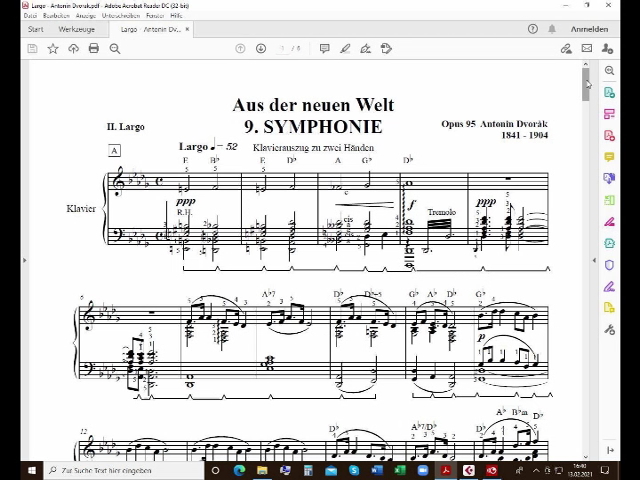 Largo - Antonin Dvorak.pdf - Adobe Acrobat Reader DC (32-bit)
Datei Bearbeiten Anzeige Unterschreiben Fenster Hilfe
Start Werkzeuge Largo - Antonin Dv... × Anmelden
/ 6
Aus der neuen Welt
II. Largo 9. SYMPHONIE Opus 95 Antonin Dvorák
1841 - 1904
A Largo ♩= 52 Klavierauszug zu zwei Händen
E B♭ E D♭ A G♭ D♭
Klavier ppp f ppp
R.H. cis Tremolo
6 A♭7 D♭ D♭=5 G♭ A♭ D♭ G♭
p
A♭ B♭m D♭
12 D♭ A♭7/D♭ D♭
Zur Suche Text hier eingeben
16:40
13.02.2021